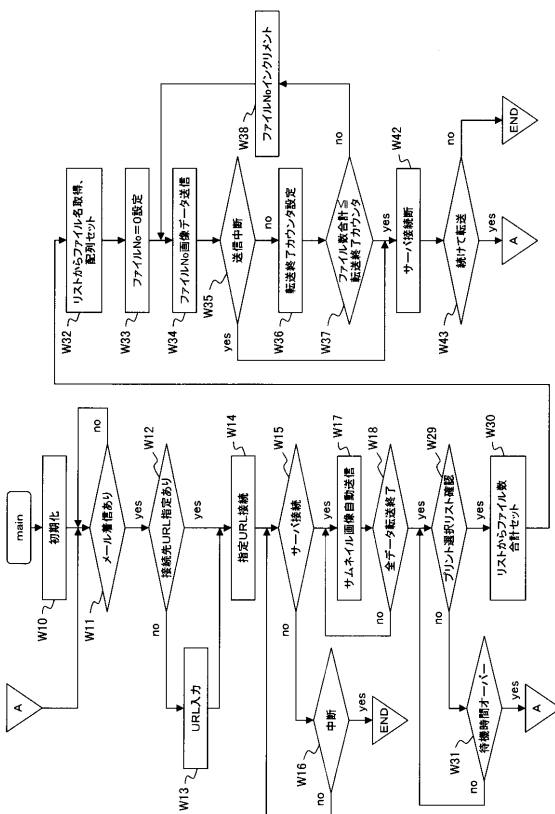 main
初期化
W10
A
メール着信あり
W11
no
yes
接続先URL指定あり
W12
no
yes
URL入力
W13
指定URL接続
W14
サーバ接続
W15
no
yes
中断
W16
no
yes
END
サムネイル画像自動送信
W17
全データ転送終了
W18
no
yes
プリント選択リスト確認
W29
no
yes
待機時間オーバー
W31
no
yes
A
リストからファイル数
合計セット
W30
リストからファイル名取得、
配列セット
W32
ファイルNo=0設定
W33
ファイルNo画像データ送信
W34
送信中断
W35
yes
no
転送終了カウンタ設定
W36
ファイル数合計≦
転送終了カウンタ
W37
no
yes
ファイルNoインクリメント
W38
サーバ接続断
W42
続けて転送
W43
no
yes
END
A